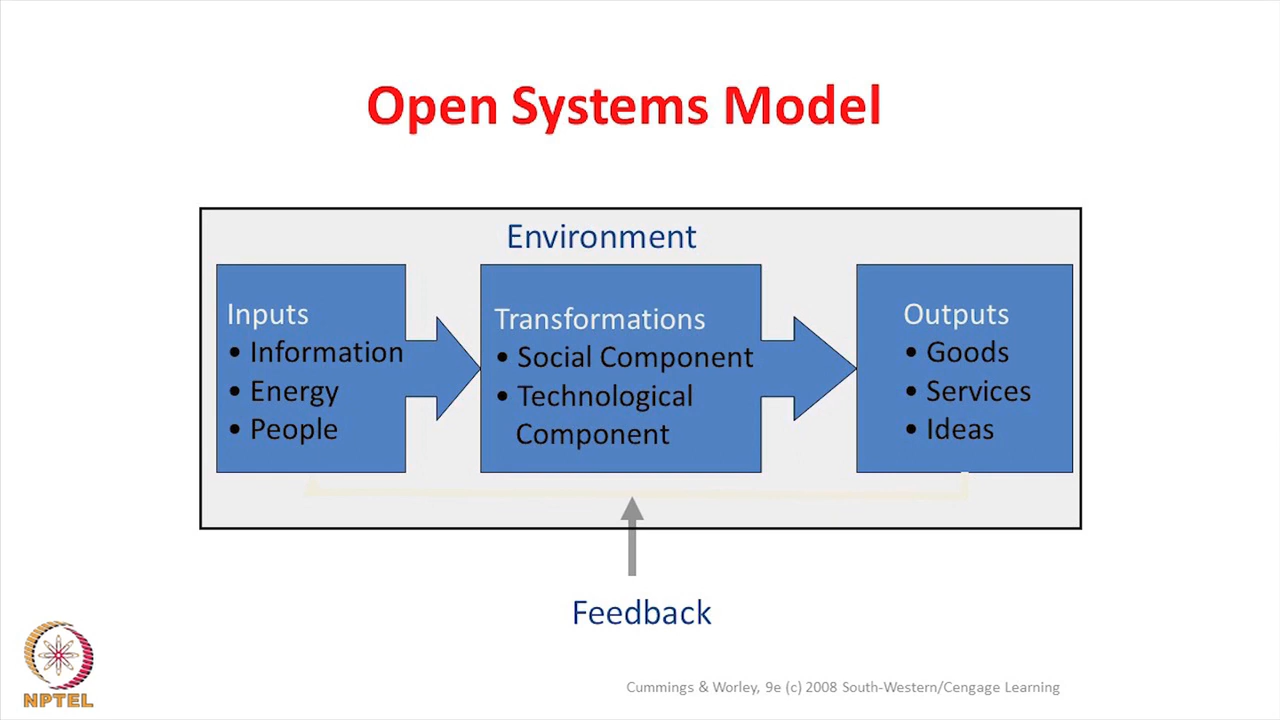 Open Systems Model
Environment
Inputs
• Information
• Energy
• People
Transformations
• Social Component
• Technological
Component
Outputs
• Goods
• Services
• Ideas
Feedback
NPTEL
Cummings & Worley, 9e (c) 2008 South-Western/Cengage Learning